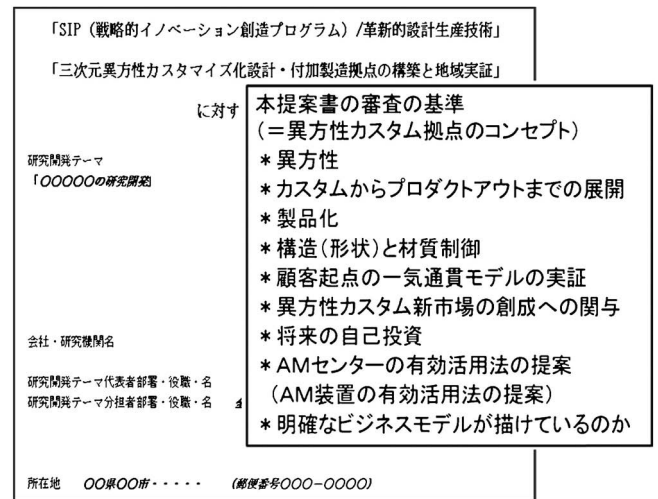 「SIP（戦略的イノベーション創造プログラム）/革新的設計生産技術」
「三次元異方性カスタマイズ化設計・付加製造拠点の構築と地域実証」
に対す
研究開発テーマ
「〇〇〇〇〇の研究開発」
会社・研究機関名
研究開発テーマ代表者部署・役職・名
研究開発テーマ分担者部署・役職・名
所在地 〇〇県〇〇市・・・・・ (郵便番号〇〇〇－〇〇〇〇)
本提案書の審査の基準
(＝異方性カスタム拠点のコンセプト)
＊異方性
＊カスタムからプロダクトアウトまでの展開
＊製品化
＊構造(形状)と材質制御
＊顧客起点の一気通貫モデルの実証
＊異方性カスタム新市場の創成への関与
＊将来の自己投資
＊AMセンターの有効活用法の提案
(AM装置の有効活用法の提案)
＊明確なビジネスモデルが描けているのか